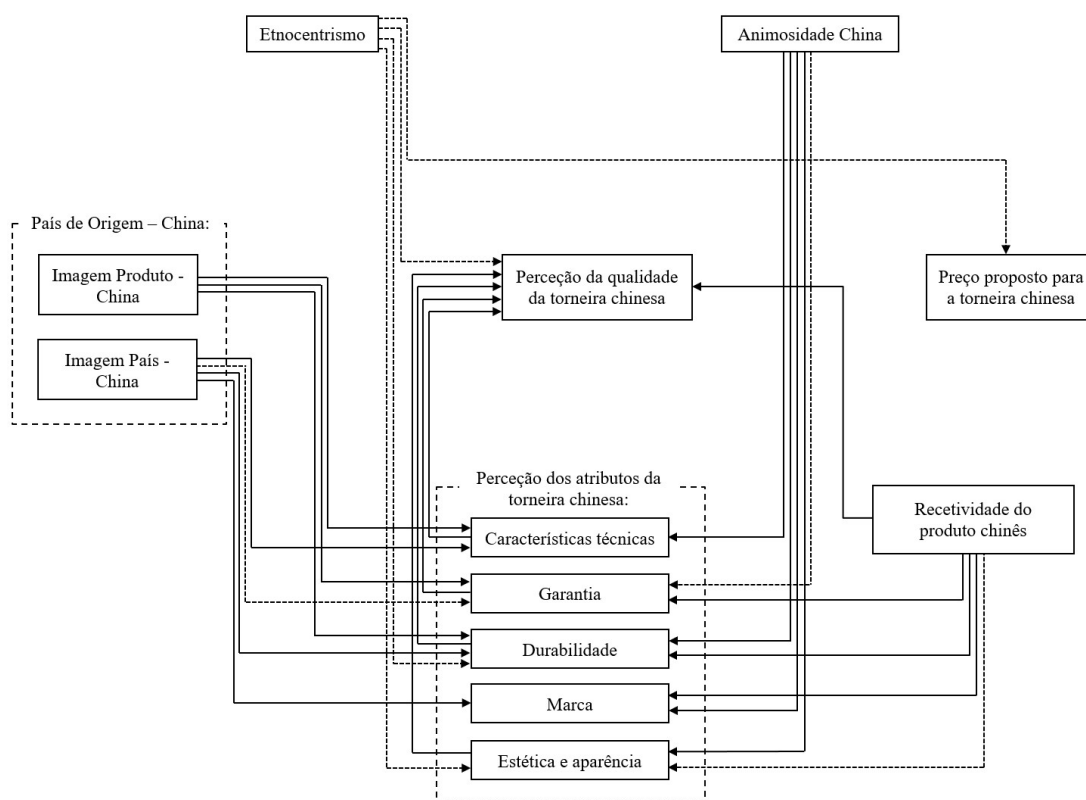 Etnocentrismo
Animosidade China
País de Origem – China:
Imagem Produto -
China
Imagem País -
China
Perceção da qualidade
da torneira chinesa
Preço proposto para
a torneira chinesa
Perceção dos atributos da
torneira chinesa:
Características técnicas
Garantia
Durabilidade
Marca
Estética e aparência
Recetividade do
produto chinês